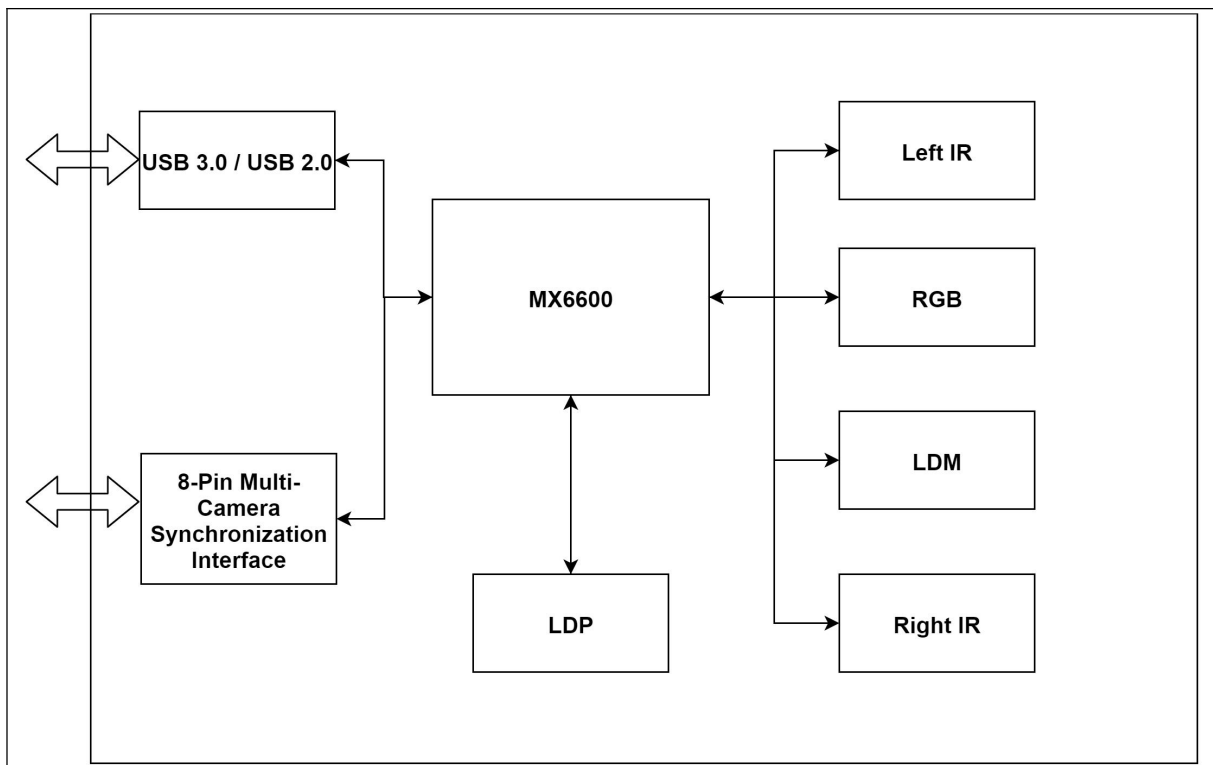 USB 3.0 / USB 2.0
Left IR
MX6600
RGB
8-Pin Multi-
Camera
Synchronization
Interface
LDM
LDP
Right IR